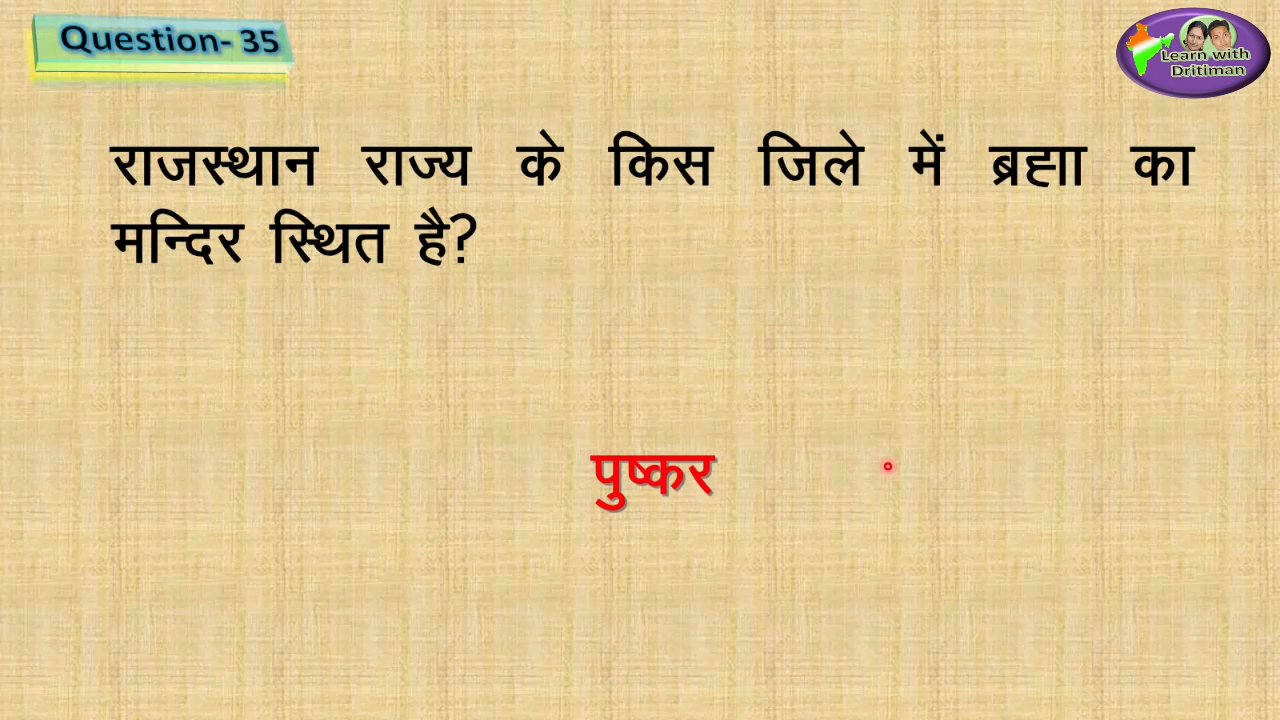 Question- 35
Learn with
Dritiman
राजस्थान राज्य के किस जिले में ब्रह्मा का
मन्दिर स्थित है?
पुष्कर